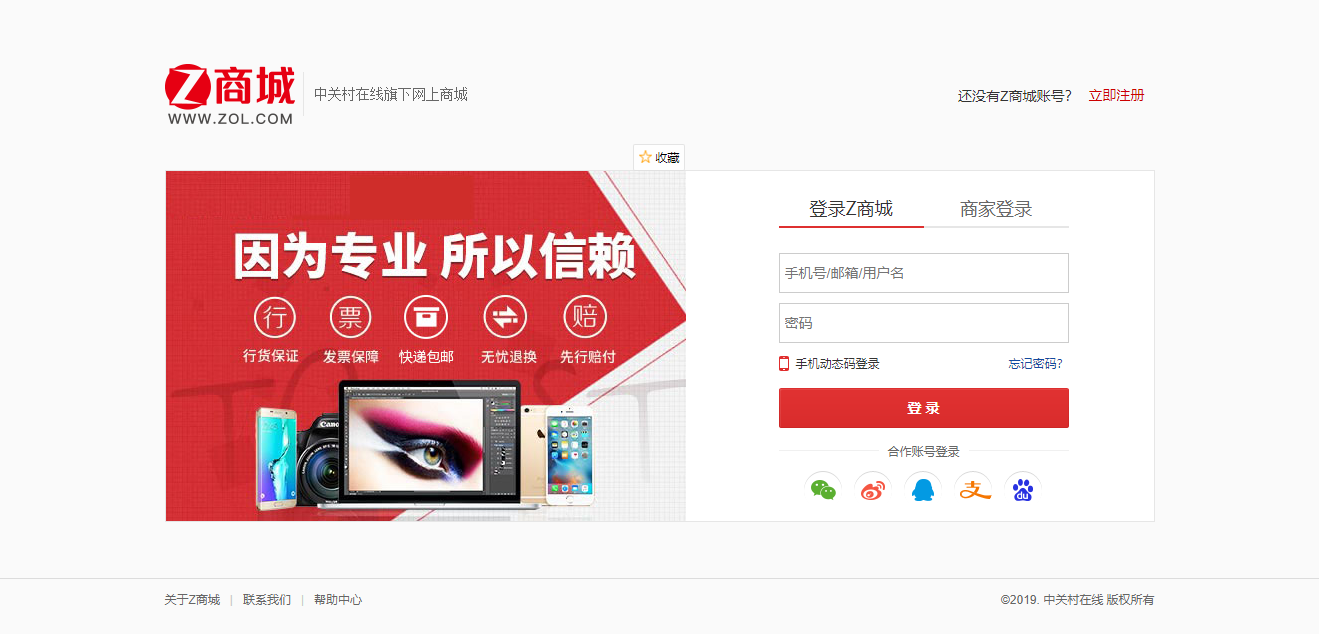 Z商城
WWW.ZOL.COM
中关村在线旗下网上商城
还没有Z商城账号? 立即注册
收藏
因为专业 所以信赖
行 票 赔
行货保证 发票保障 快递包邮 无忧退换 先行赔付
Canon
登录Z商城 商家登录
手机号/邮箱/用户名
密码
手机动态码登录 忘记密码?
登 录
合作账号登录
支 du
关于Z商城 | 联系我们 | 帮助中心
©2019. 中关村在线 版权所有